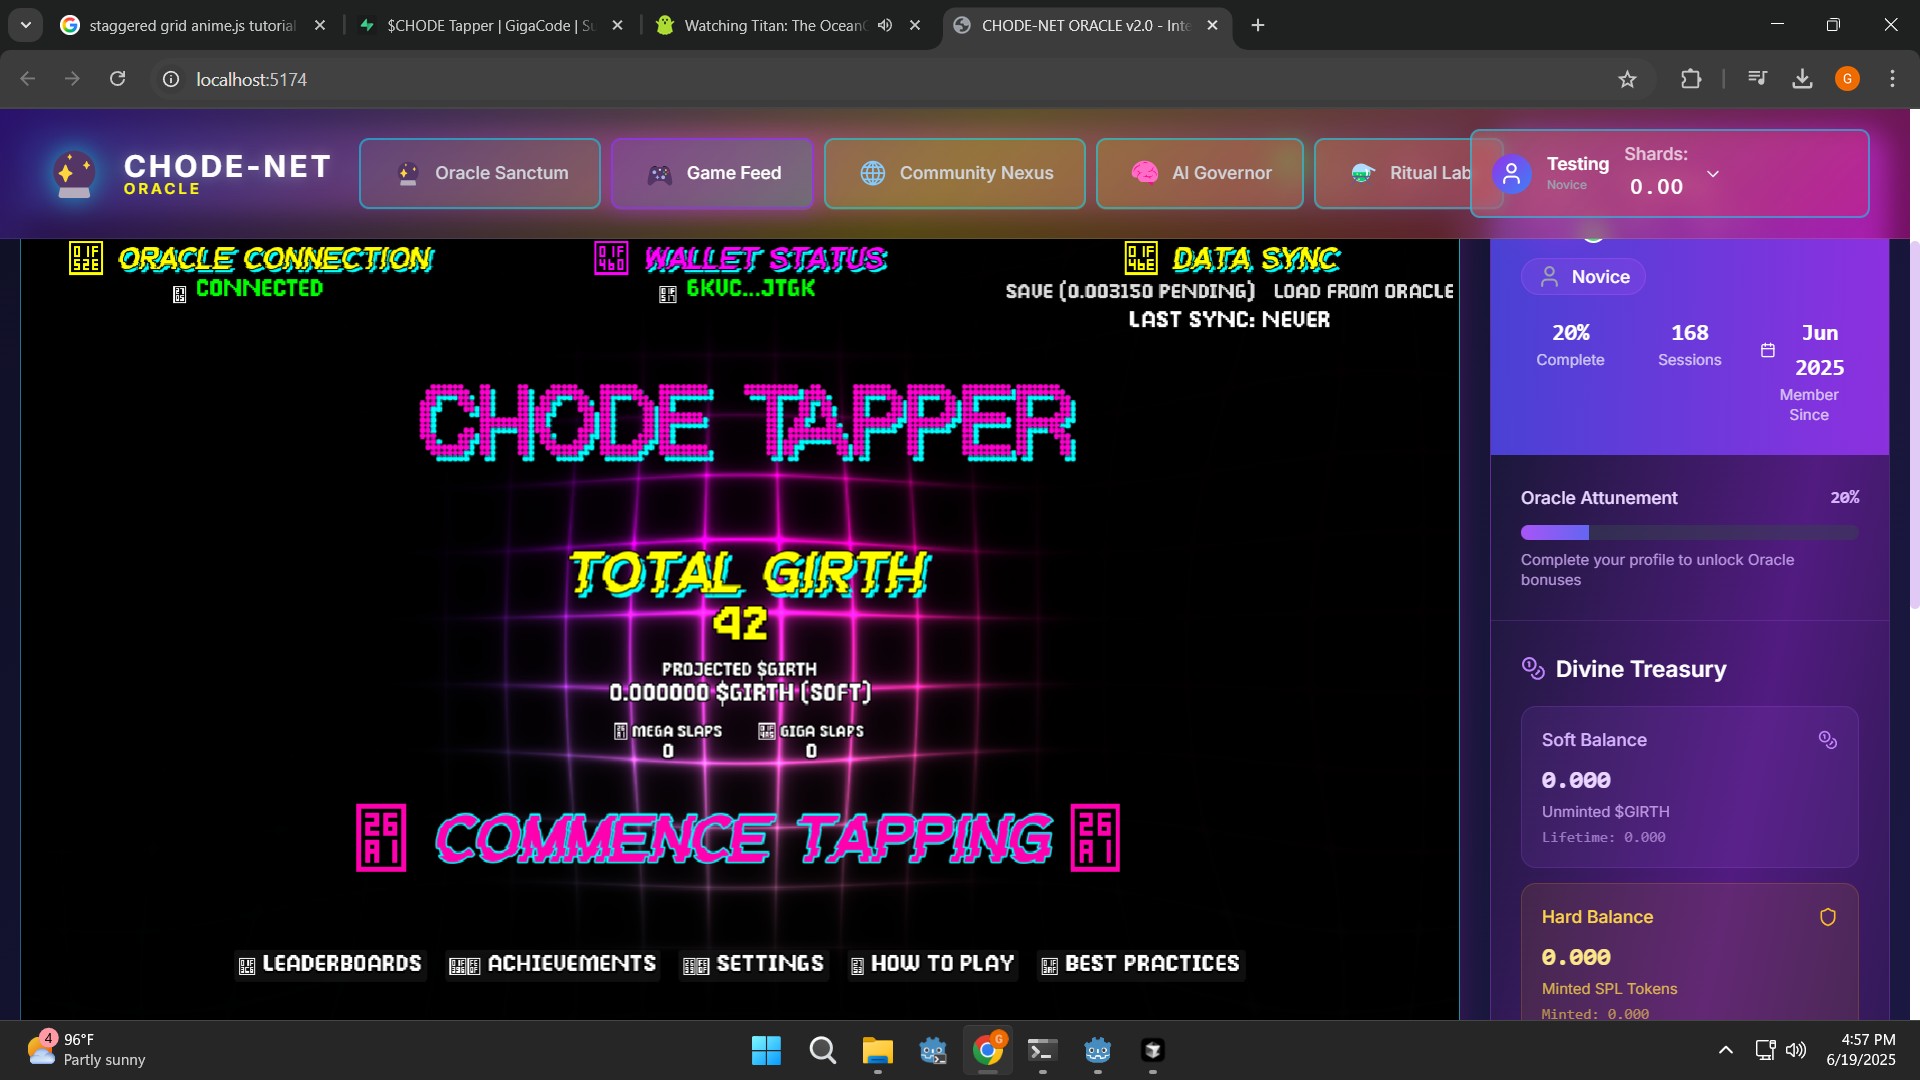 staggered grid anime.js tutorial
$CHODE Tapper | GigaCode | Su
Watching Titan: The OceanG
CHODE-NET ORACLE v2.0 - Inte
localhost:5174
G
CHODE-NET
ORACLE
Oracle Sanctum
Game Feed
Community Nexus
AI Governor
Ritual Lab
Testing
Novice
Shards:
0.00
01F52E ORACLE CONNECTION
CONNECTED
WALLET STATUS
6KVC...JTGK
DATA SYNC
SAVE (0.003150 PENDING) LOAD FROM ORACLE
LAST SYNC: NEVER
CHODE TAPPER
TOTAL GIRTH
42
PROJECTED $GIRTH
0.000000 $GIRTH (SOFT)
MEGA SLAPS
0
GIGA SLAPS
0
26A1 COMMENCE TAPPING 26A1
LEADERBOARDS
ACHIEVEMENTS
SETTINGS
HOW TO PLAY
BEST PRACTICES
Novice
20%
Complete
168
Sessions
Jun
2025
Member
Since
Oracle Attunement
20%
Complete your profile to unlock Oracle
bonuses
Divine Treasury
Soft Balance
0.000
Unminted $GIRTH
Lifetime: 0.000
Hard Balance
0.000
Minted SPL Tokens
Minted: 0.000
4
96°F
Partly sunny
G
4:57 PM
6/19/2025